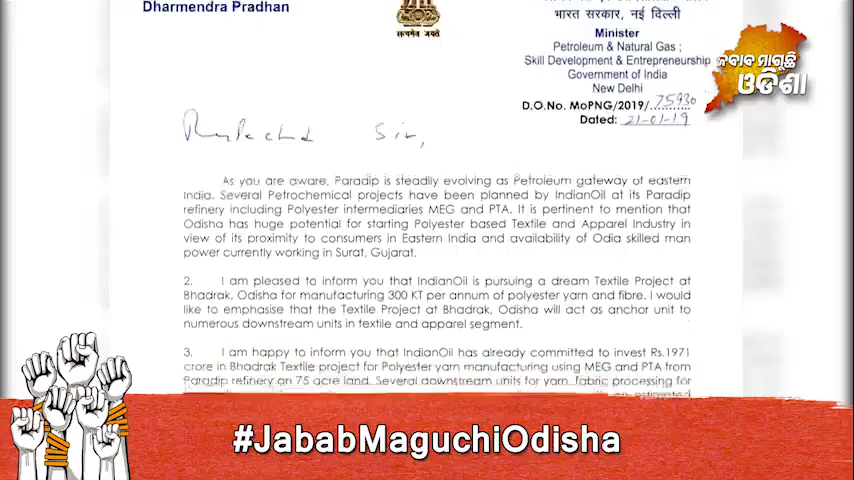 Dharmendra Pradhan
सत्यमेव जयते
भारत सरकार, नई दिल्ली
Minister
Petroleum & Natural Gas ;
Skill Development & Entrepreneurship
Government of India
New Delhi
D.O.No. MoPNG/2019/ 75930
Dated: 21-01-19
ଜବାବ ମାଗୁଛି
ଓଡିଶା
Respected Sir,
As you are aware, Paradip is steadily evolving as Petroleum gateway of eastern
India. Several Petrochemical projects have been planned by IndianOil at its Paradip
refinery including Polyester intermediaries MEG and PTA. It is pertinent to mention that
Odisha has huge potential for starting Polyester based Textile and Apparel Industry in
view of its proximity to consumers in Eastern India and availability of Odia skilled man
power currently working in Surat, Gujarat.
2. I am pleased to inform you that IndianOil is pursuing a dream Textile Project at
Bhadrak, Odisha for manufacturing 300 KT per annum of polyester yarn and fibre. I would
like to emphasise that the Textile Project at Bhadrak, Odisha will act as anchor unit to
numerous downstream units in textile and apparel segment.
3. I am happy to inform you that IndianOil has already committed to invest Rs.1971
crore in Bhadrak Textile project for Polyester yarn manufacturing using MEG and PTA from
Paradip refinery on 75 acre land. Several downstream units for yarn, fabric processing for
#JababMaguchiOdisha